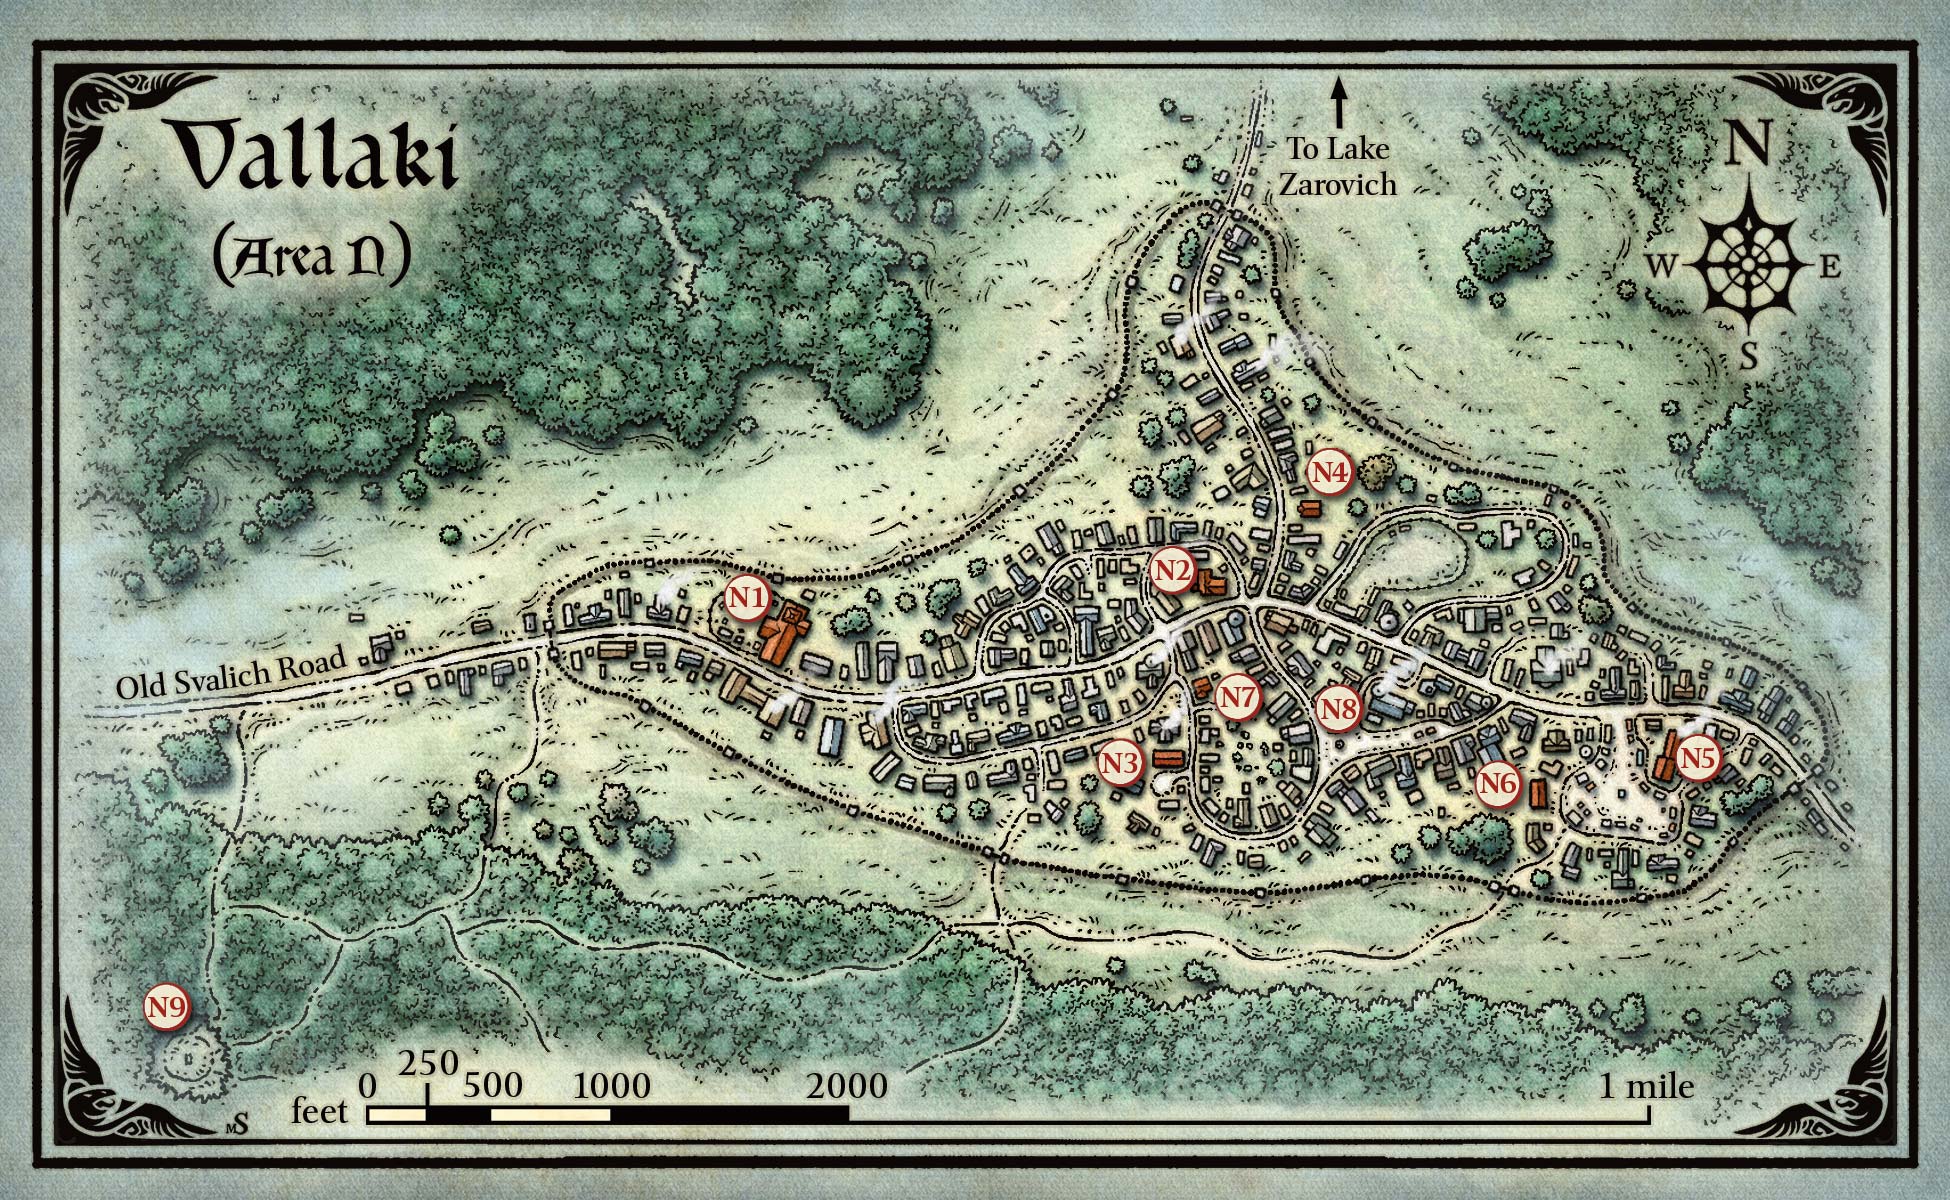 Vallaki
(Area N)
To Lake
Zarovich
N
W
E
S
Old Svalich Road
N1
N2
N3
N4
N5
N6
N7
N8
N9
feet
0
250
500
1000
2000
1 mile
MS